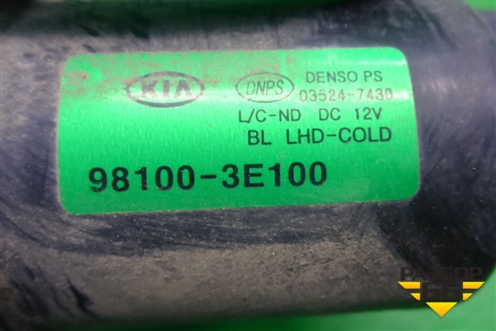 KIA DNPS DENSO PS
03524-7430
L/C-ND DC 12V
BL LHD-COLD
98100-3E100